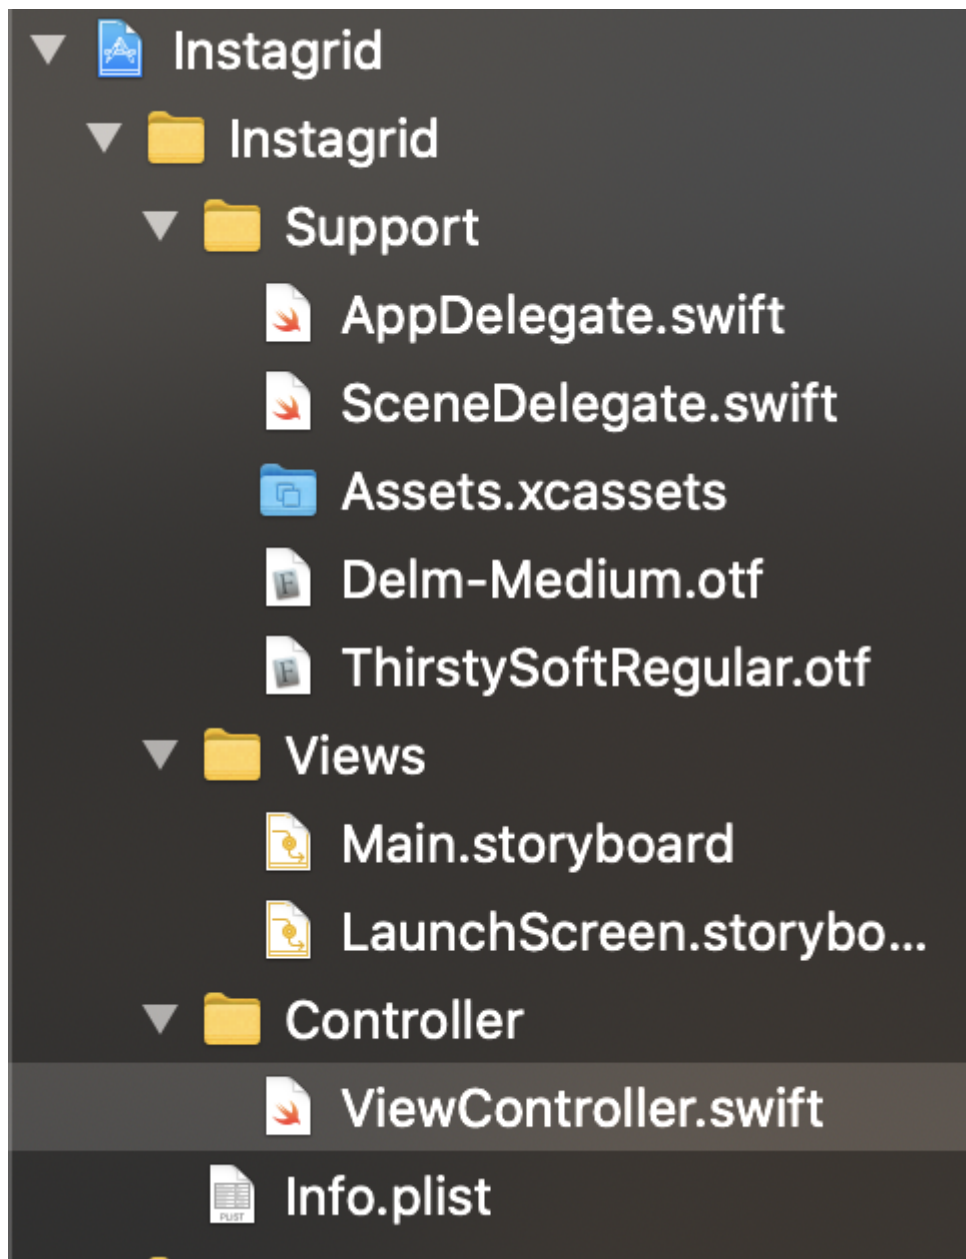 Instagrid
Instagrid
Support
AppDelegate.swift
SceneDelegate.swift
Assets.xcassets
Delm-Medium.otf
ThirstySoftRegular.otf
Views
Main.storyboard
LaunchScreen.storybo...
Controller
ViewController.swift
Info.plist